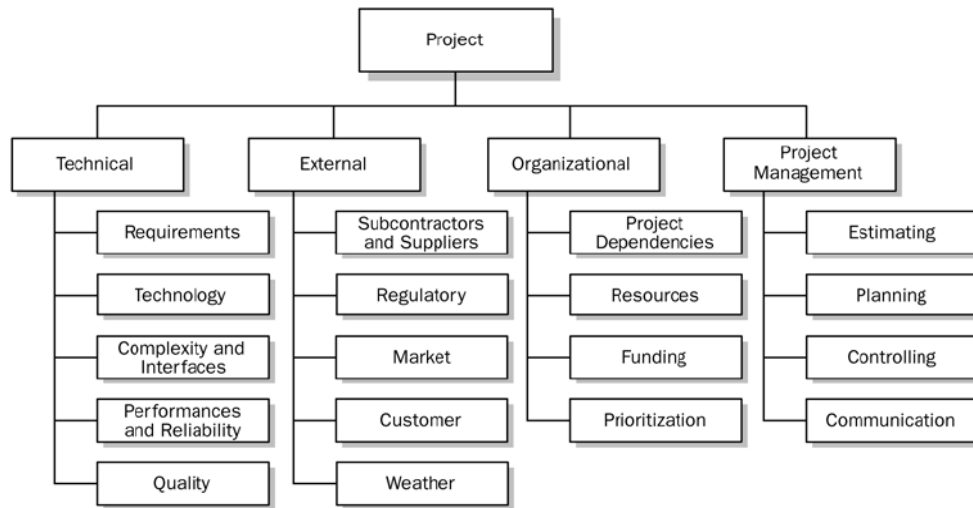 Project
Technical
External
Organizational
Project
Management
Requirements
Technology
Complexity and
Interfaces
Performances
and Reliability
Quality
Subcontractors
and Suppliers
Regulatory
Market
Customer
Weather
Project
Dependencies
Resources
Funding
Prioritization
Estimating
Planning
Controlling
Communication